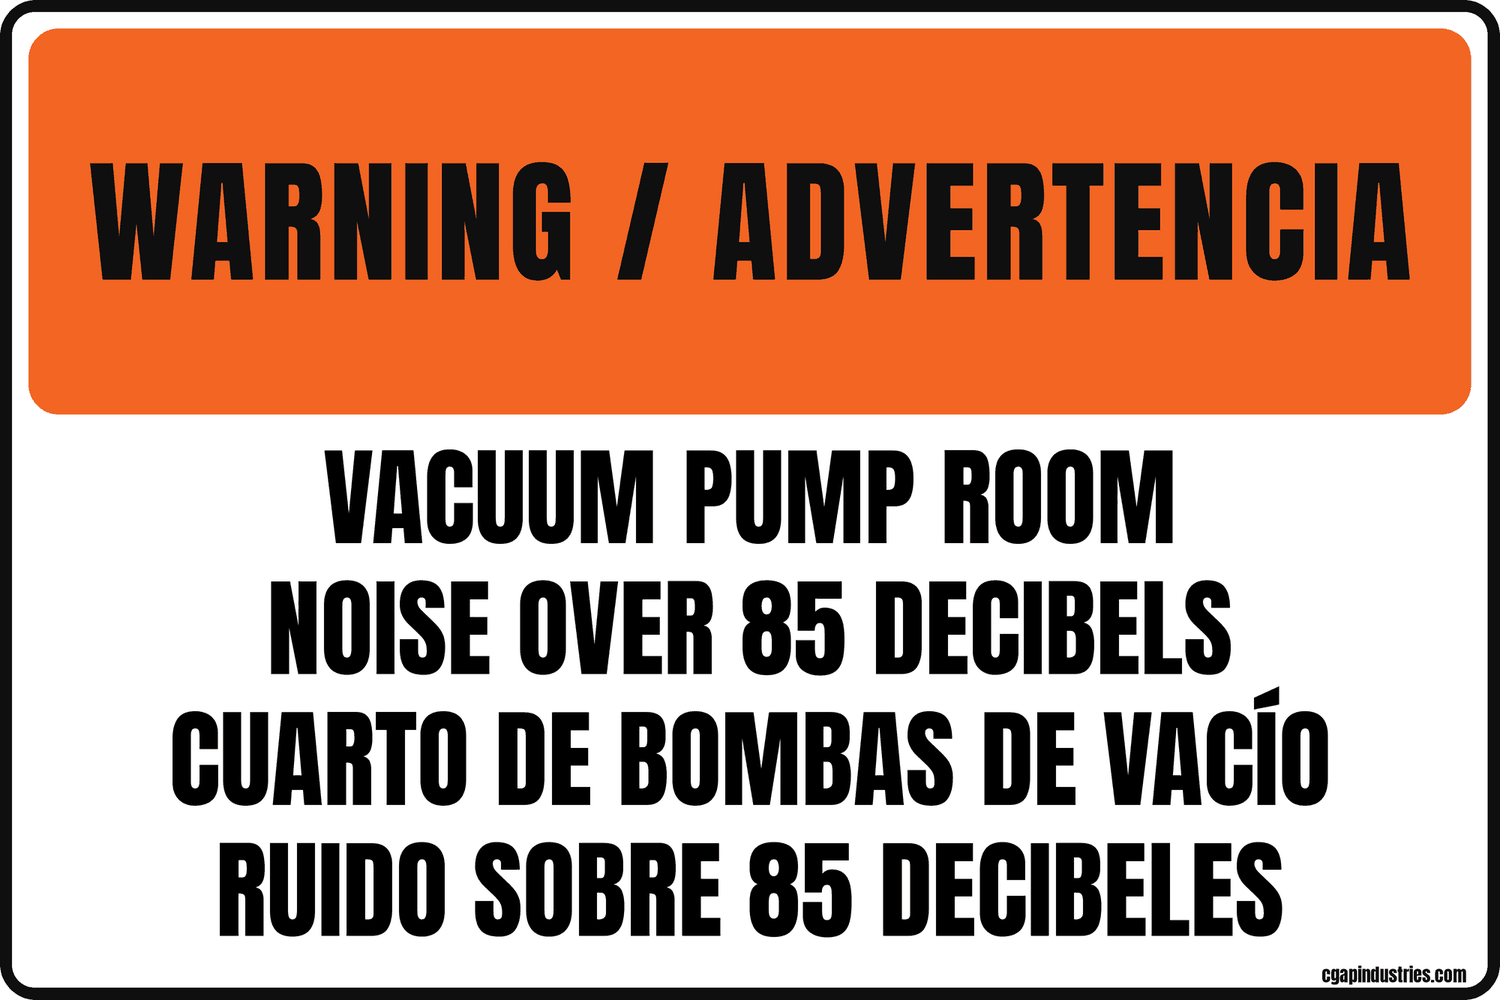 WARNING / ADVERTENCIA
VACUUM PUMP ROOM
NOISE OVER 85 DECIBELS
CUARTO DE BOMBAS DE VACÍO
RUIDO SOBRE 85 DECIBELES
cgapindustries.com